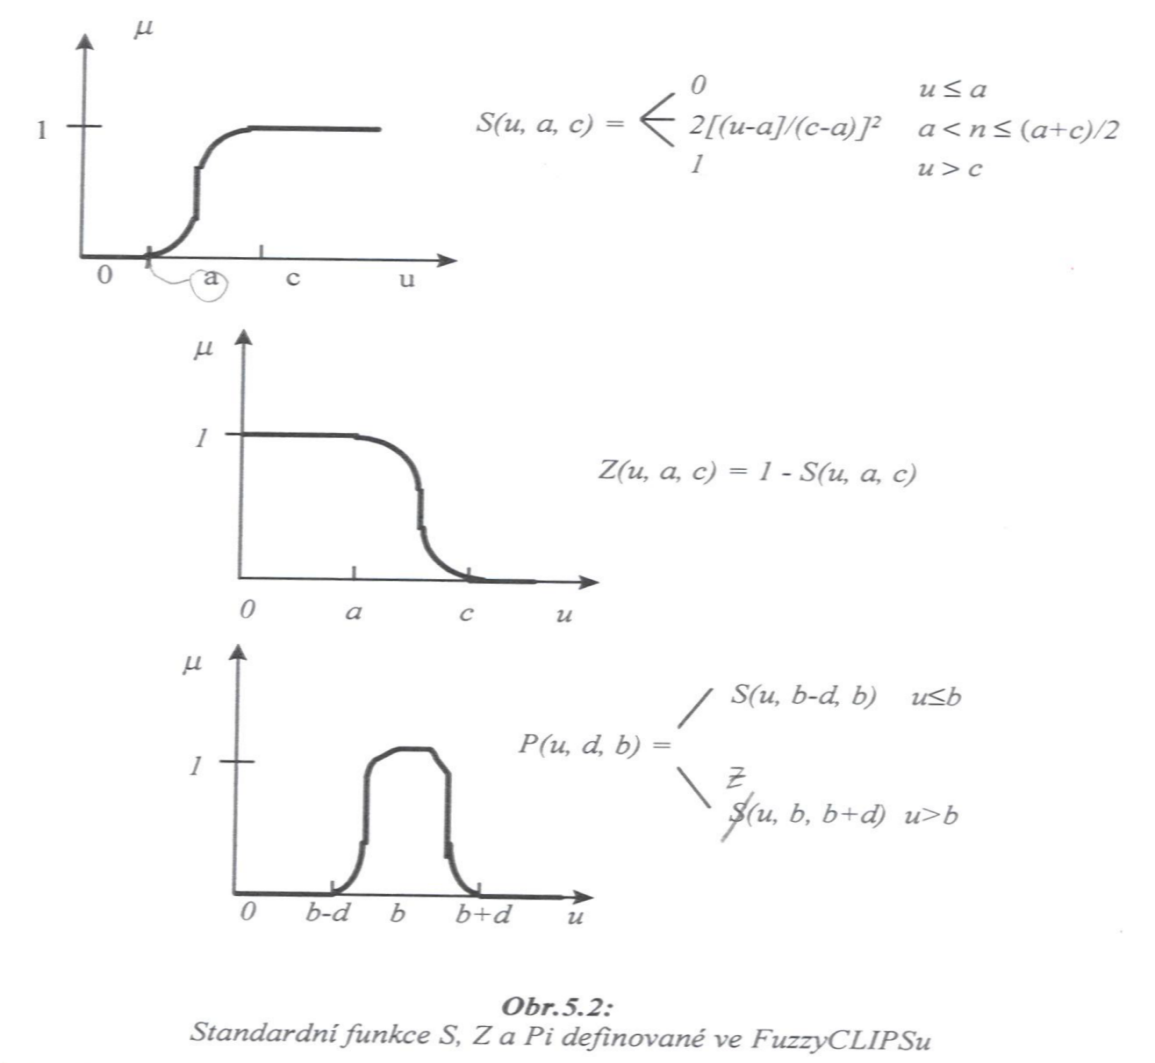 μ
1
0 a c u
S(u, a, c) =
0 u ≤ a
2[(u-a]/(c-a)]² a < n ≤ (a+c)/2
1 u > c
μ
1
0 a c u
Z(u, a, c) = 1 - S(u, a, c)
μ
1
0 b-d b b+d u
P(u, d, b) =
S(u, b-d, b) u≤b
Z
S(u, b, b+d) u>b
Obr.5.2:
Standardní funkce S, Z a Pi definované ve FuzzyCLIPSu